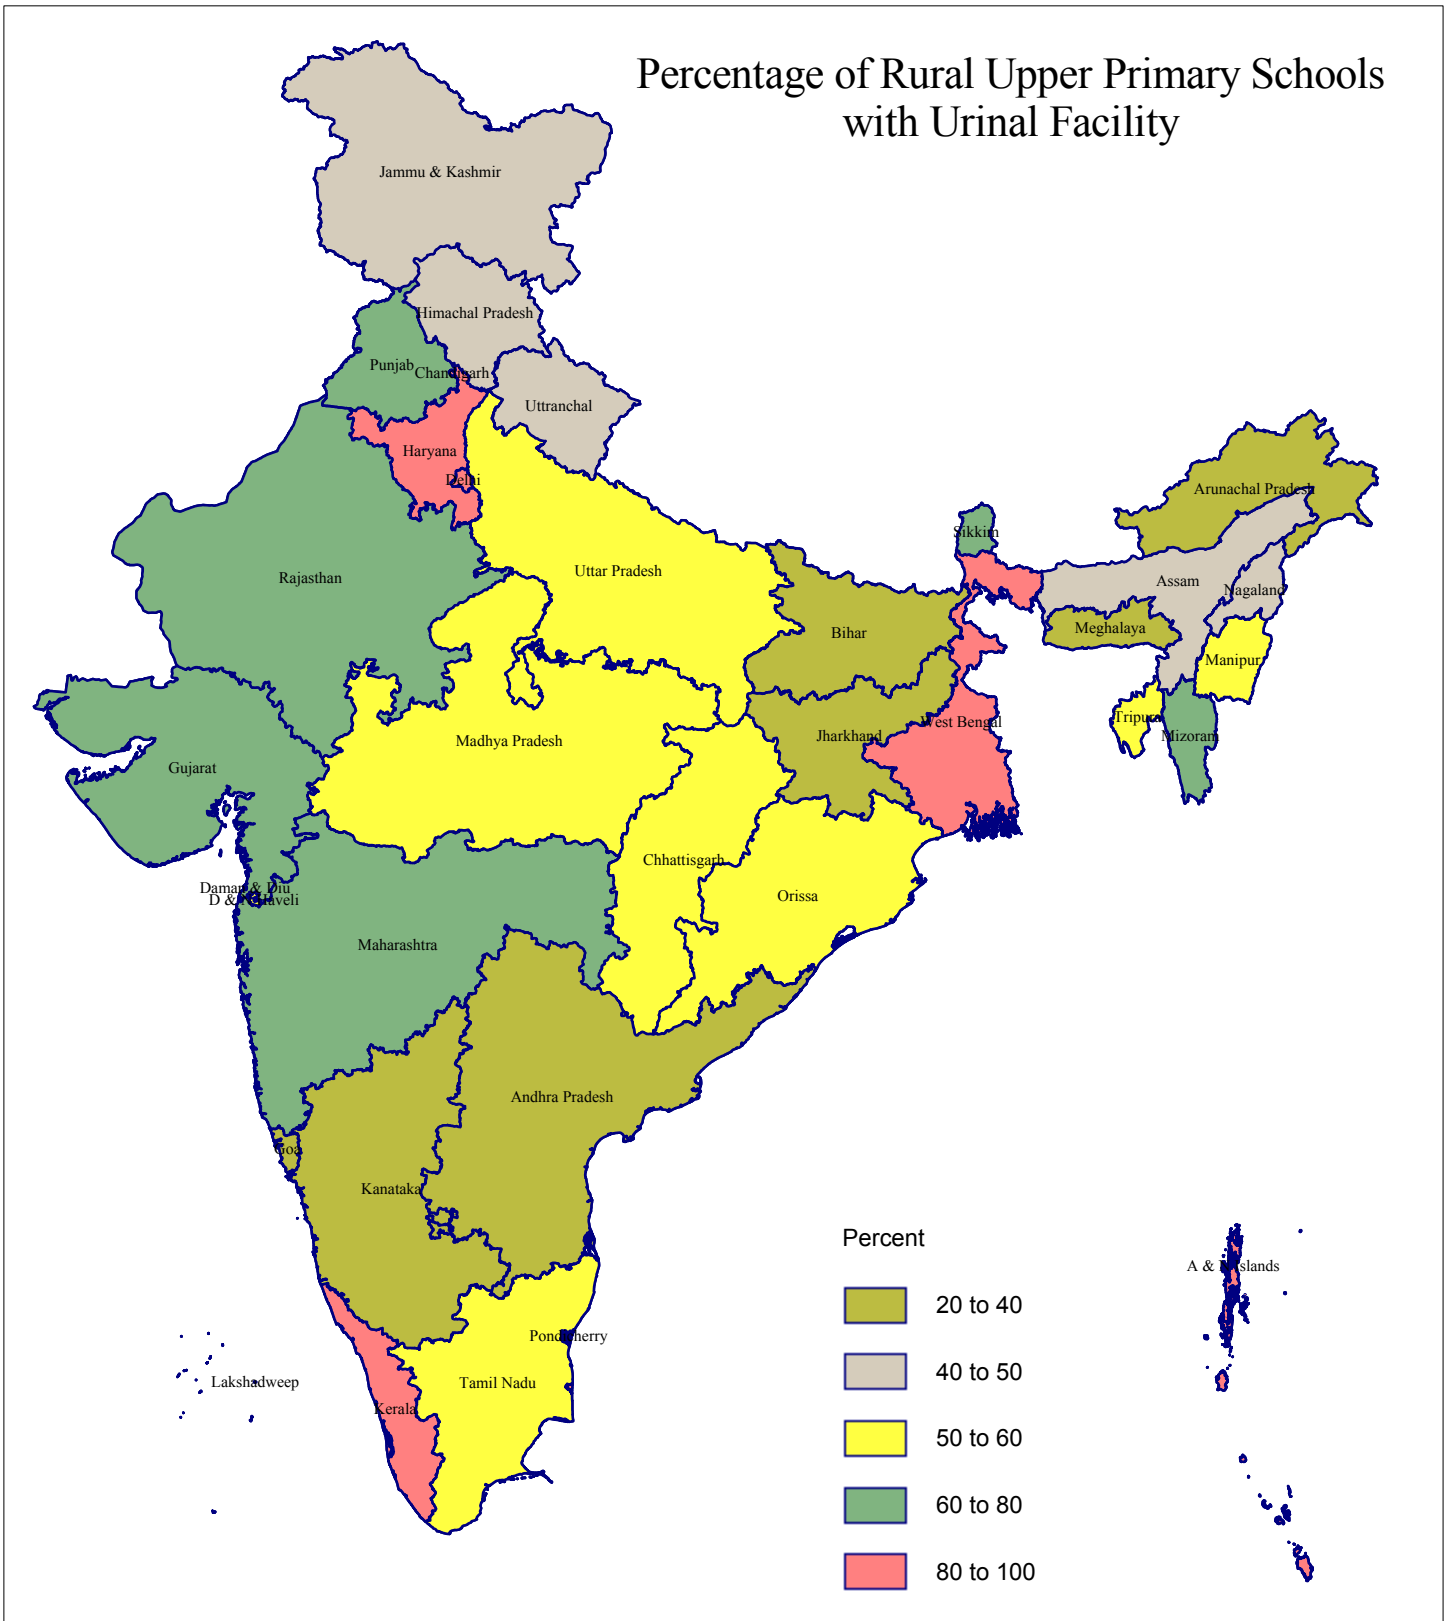 Percentage of Rural Upper Primary Schools
with Urinal Facility
Jammu & Kashmir
Himachal Pradesh
Punjab
Chandigarh
Uttranchal
Haryana
Delhi
Arunachal Pradesh
Sikkim
Rajasthan
Uttar Pradesh
Assam
Nagaland
Bihar
Meghalaya
Manipur
Tripura
West Bengal
Jharkhand
Mizoram
Madhya Pradesh
Gujarat
Chhattisgarh
Daman & Diu
D & N Haveli
Orissa
Maharashtra
Andhra Pradesh
Goa
Kanataka
Percent
A & N Islands
20 to 40
Pondicherry
40 to 50
Lakshadweep
Tamil Nadu
Kerala
50 to 60
60 to 80
80 to 100